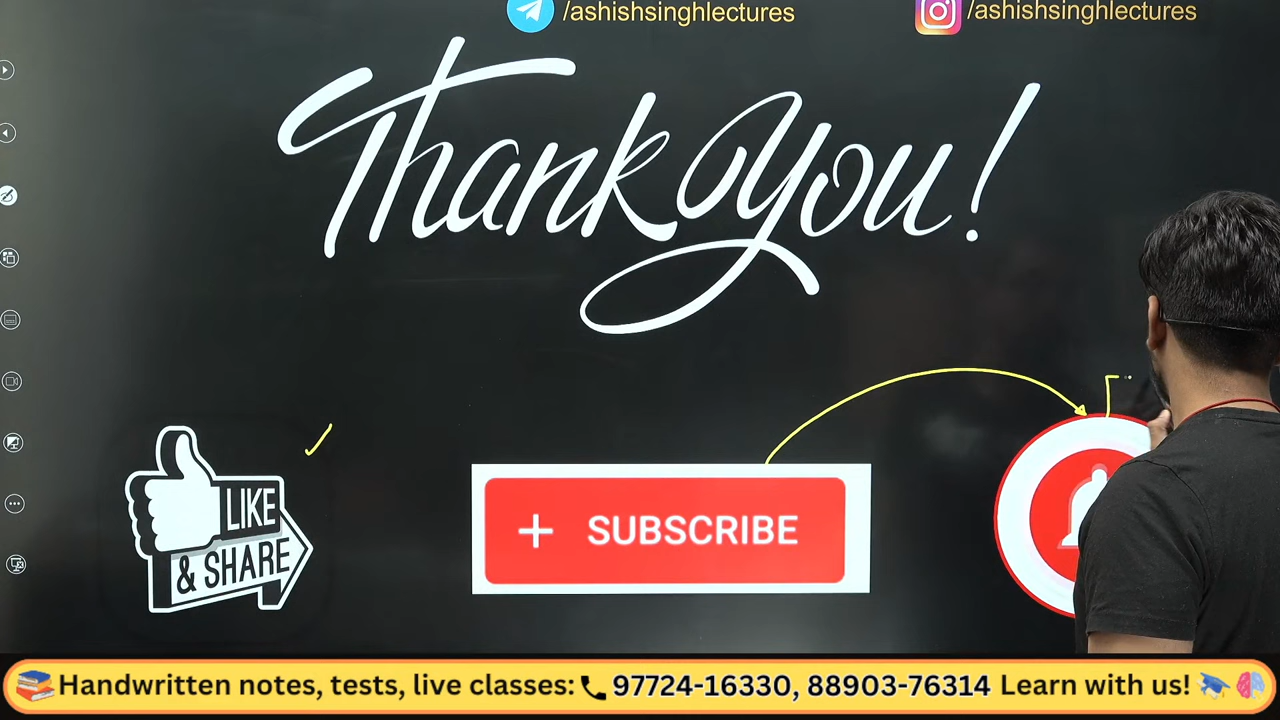 /ashishsinghlectures
/ashishsinghlectures
Thank You!
LIKE
& SHARE
+ SUBSCRIBE
Handwritten notes, tests, live classes: 97724-16330, 88903-76314 Learn with us!